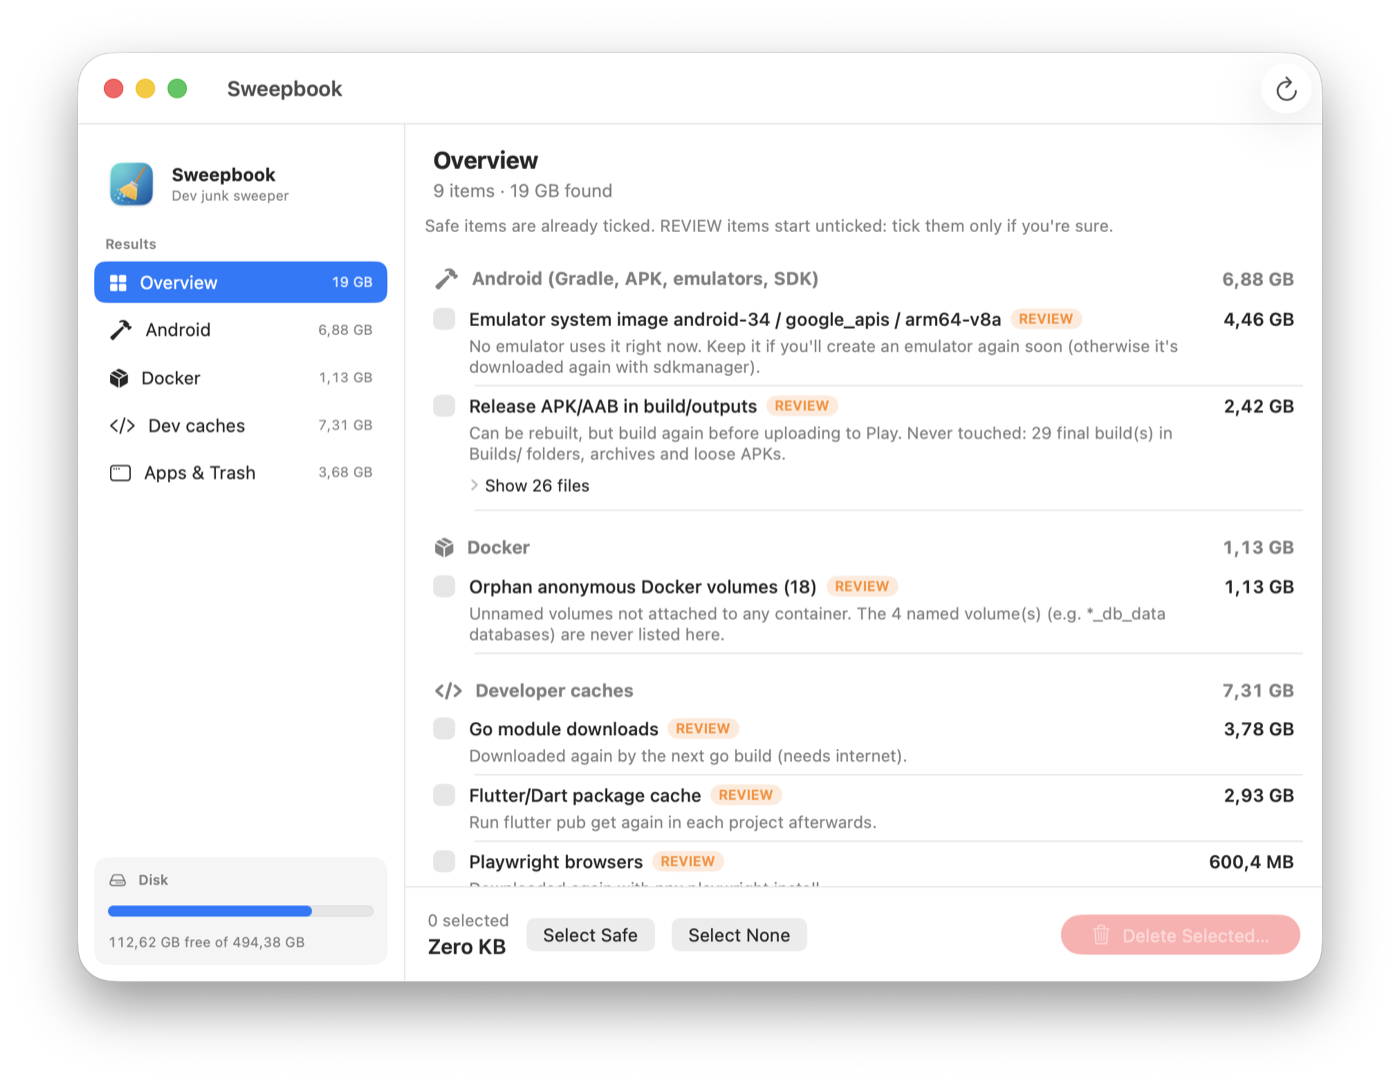 Sweepbook
Sweepbook
Dev junk sweeper
Results
Overview 19 GB
Android 6,88 GB
Docker 1,13 GB
</> Dev caches 7,31 GB
Apps & Trash 3,68 GB
Disk
112,62 GB free of 494,38 GB
Overview
9 items · 19 GB found
Safe items are already ticked. REVIEW items start unticked: tick them only if you're sure.
Android (Gradle, APK, emulators, SDK) 6,88 GB
Emulator system image android-34 / google_apis / arm64-v8a REVIEW 4,46 GB
No emulator uses it right now. Keep it if you'll create an emulator again soon (otherwise it's
downloaded again with sdkmanager).
Release APK/AAB in build/outputs REVIEW 2,42 GB
Can be rebuilt, but build again before uploading to Play. Never touched: 29 final build(s) in
Builds/ folders, archives and loose APKs.
Show 26 files
Docker 1,13 GB
Orphan anonymous Docker volumes (18) REVIEW 1,13 GB
Unnamed volumes not attached to any container. The 4 named volume(s) (e.g. *_db_data
databases) are never listed here.
</> Developer caches 7,31 GB
Go module downloads REVIEW 3,78 GB
Downloaded again by the next go build (needs internet).
Flutter/Dart package cache REVIEW 2,93 GB
Run flutter pub get again in each project afterwards.
Playwright browsers REVIEW 600,4 MB
0 selected
Zero KB
Select Safe
Select None
Delete Selected...